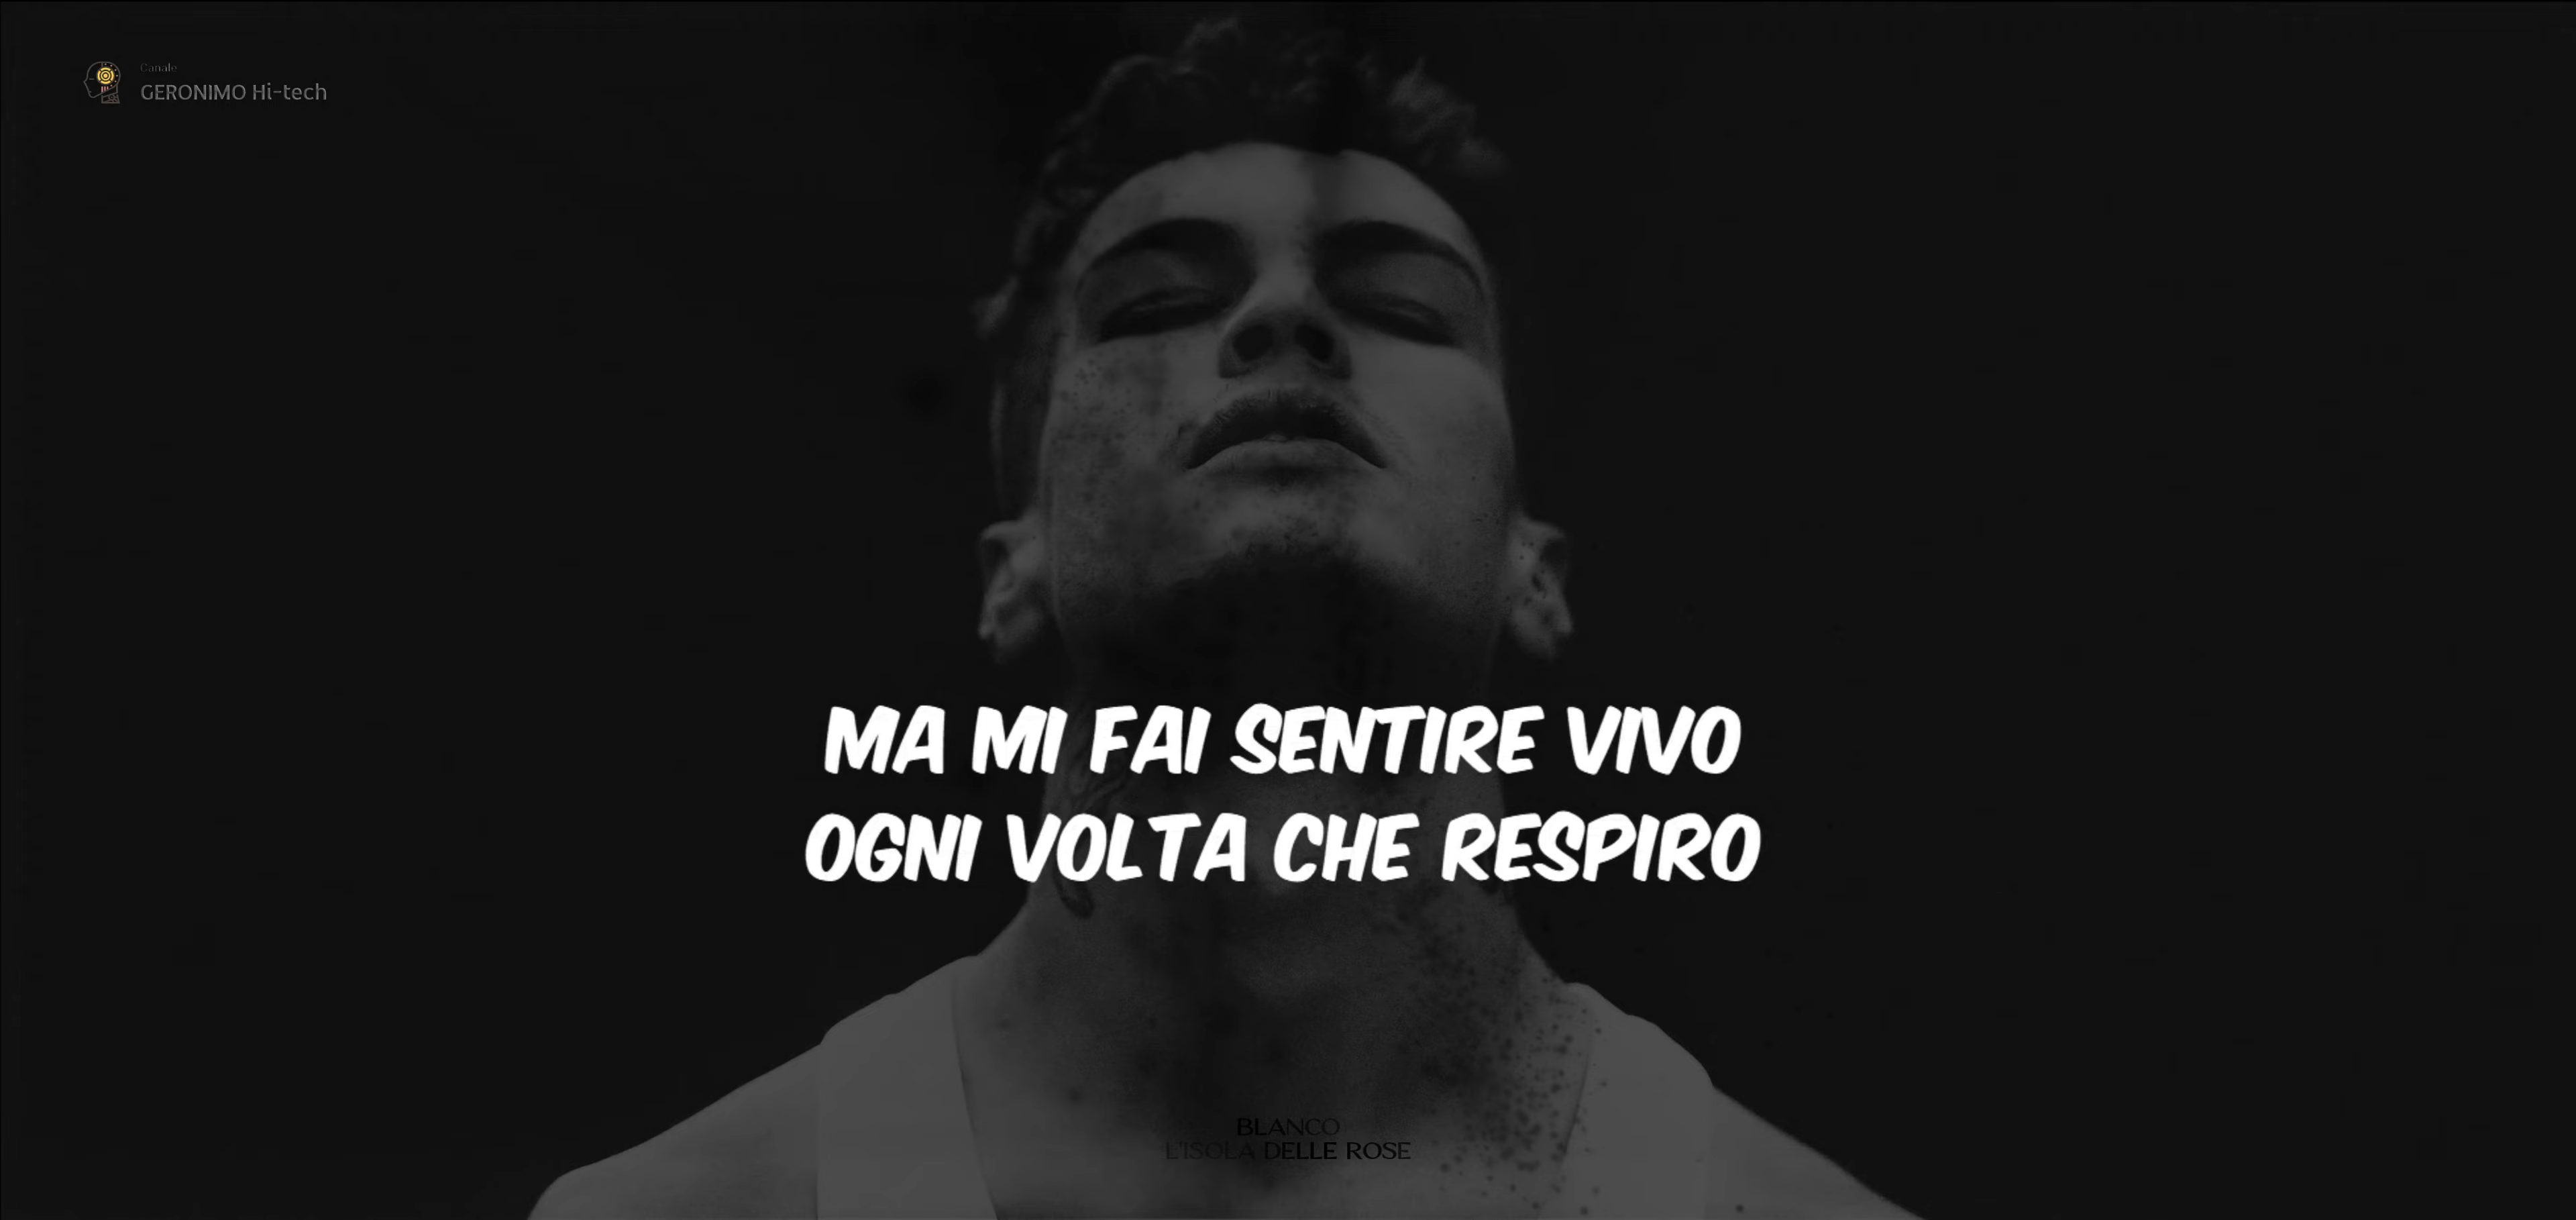 Canale
GERONIMO Hi-tech
MA MI FAI SENTIRE VIVO
OGNI VOLTA CHE RESPIRO
BLANCO
L'ISOLA DELLE ROSE